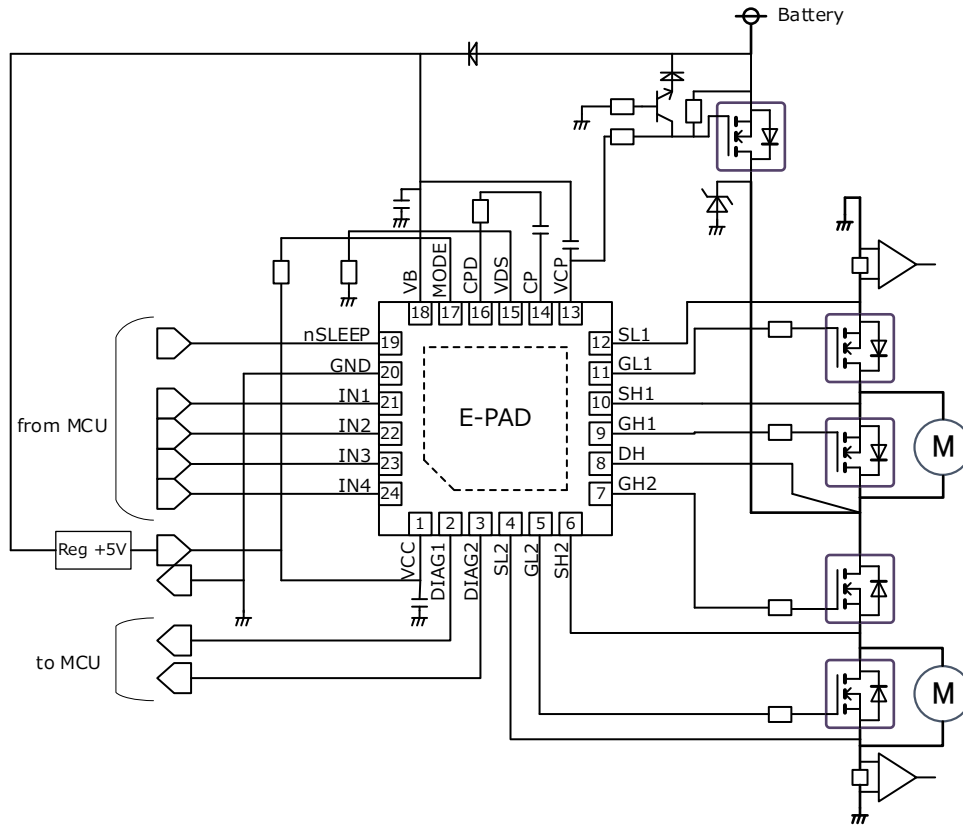 Battery
VB
MODE
CPD
VDS
CP
VCP
18
17
16
15
14
13
nSLEEP
19
12
SL1
GND
20
11
GL1
from MCU
IN1
21
10
SH1
IN2
22
E-PAD
9
GH1
M
IN3
23
8
DH
IN4
24
7
GH2
1
2
3
4
5
6
Reg +5V
VCC
DIAG1
DIAG2
SL2
GL2
SH2
to MCU
M